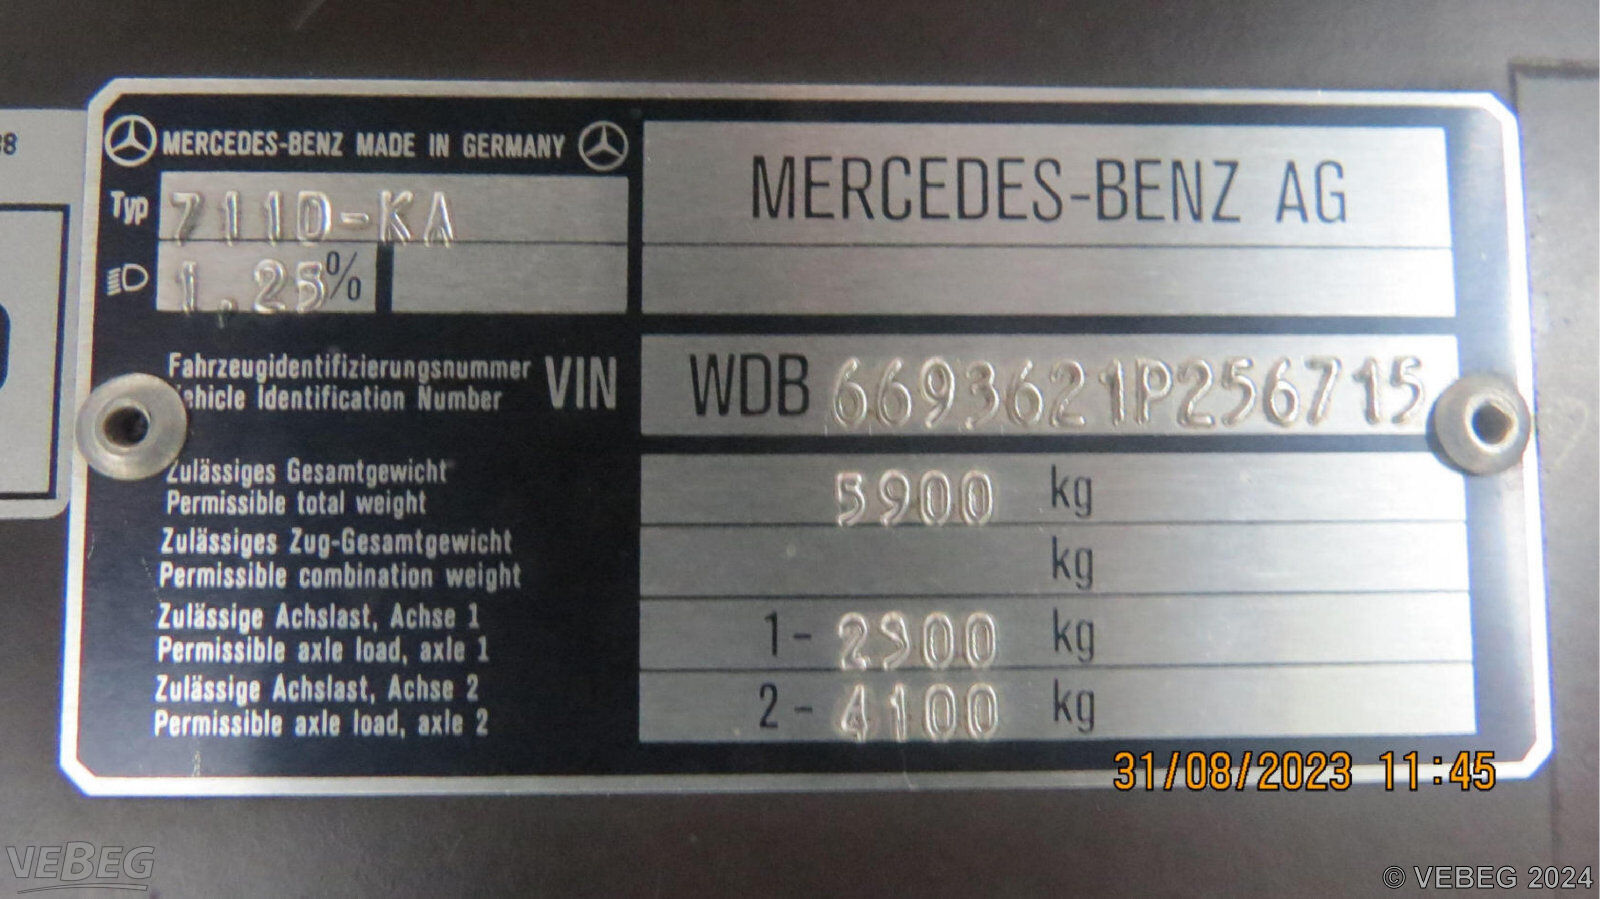 88
MERCEDES-BENZ MADE IN GERMANY
Typ 711D-KA
1.25%
MERCEDES-BENZ AG
Fahrzeugidentifizierungsnummer
Vehicle Identification Number
VIN
WDB 6693621P256715
Zulässiges Gesamtgewicht
Permissible total weight
5900 kg
Zulässiges Zug-Gesamtgewicht
Permissible combination weight
kg
Zulässige Achslast, Achse 1
Permissible axle load, axle 1
1- 2900 kg
Zulässige Achslast, Achse 2
Permissible axle load, axle 2
2- 4100 kg
31/08/2023 11:45
VEBEG
© VEBEG 2024